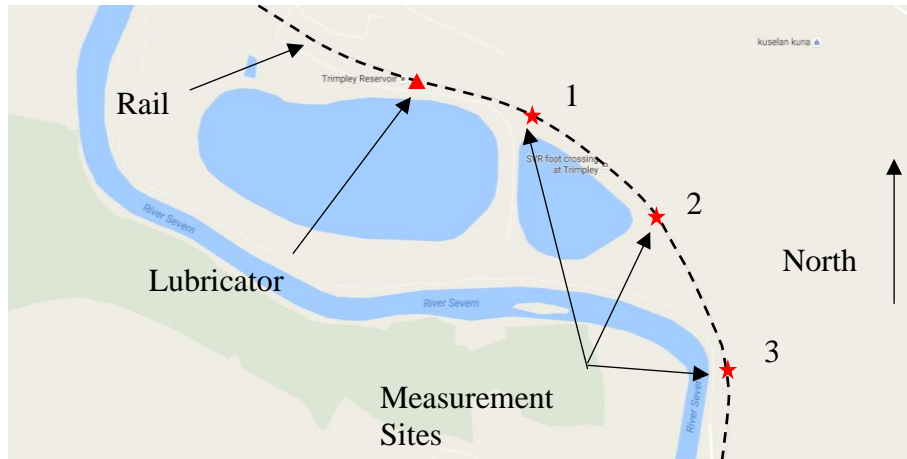 kuselan kuna
Trimpley Reservoir
Rail
1
SVR foot crossing
at Trimpley
2
River Severn
North
Lubricator
River Severn
3
Measurement
Sites
River Severn